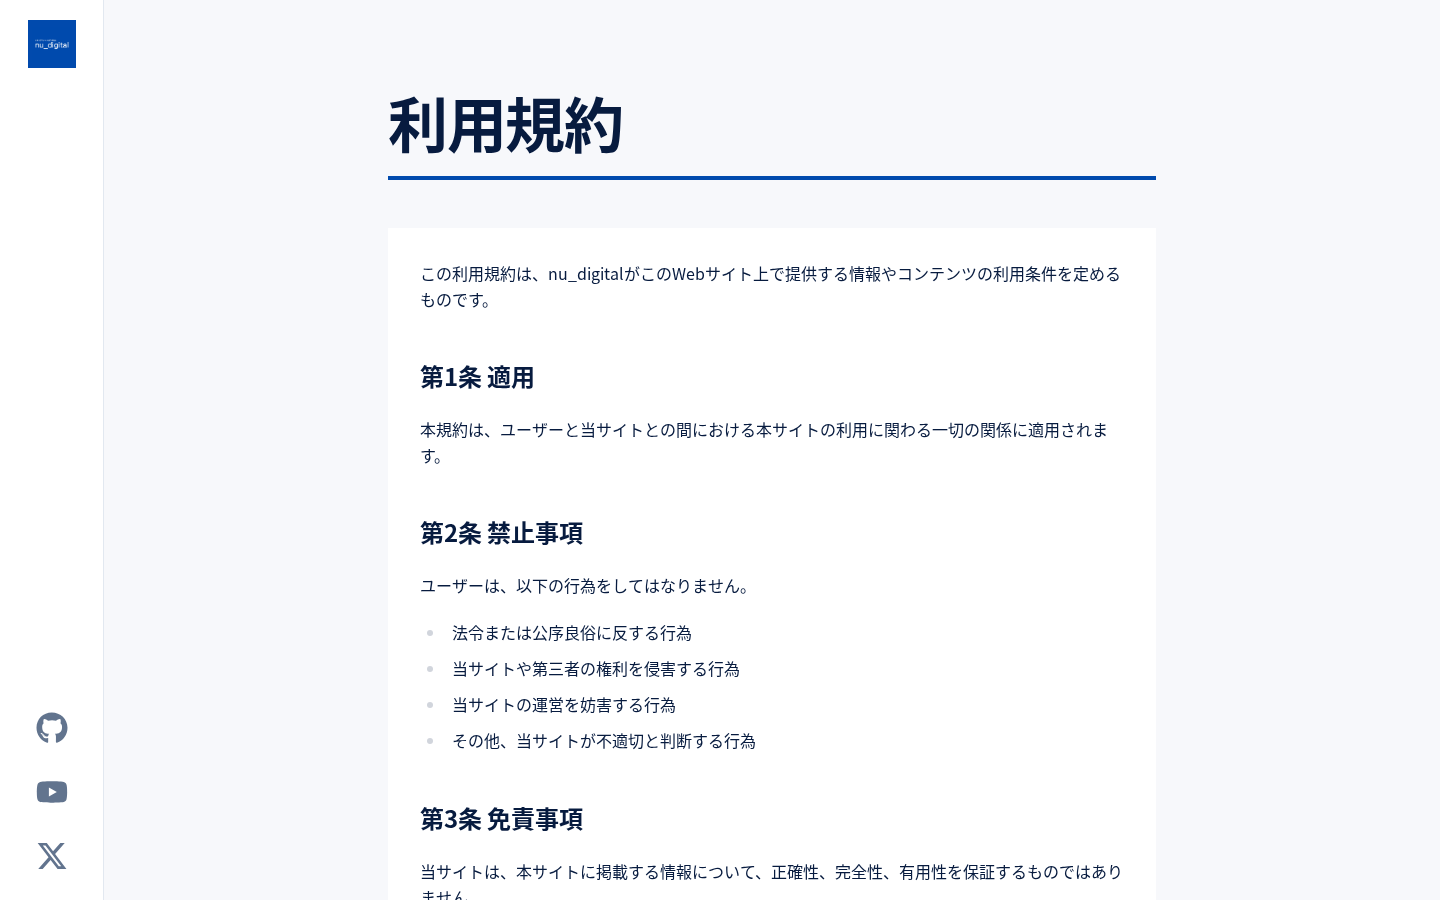 nu_digital
利用規約
この利用規約は、nu_digitalがこのWebサイト上で提供する情報やコンテンツの利用条件を定める
ものです。
第1条 適用
本規約は、ユーザーと当サイトとの間における本サイトの利用に関わる一切の関係に適用されま
す。
第2条 禁止事項
ユーザーは、以下の行為をしてはなりません。
法令または公序良俗に反する行為
当サイトや第三者の権利を侵害する行為
当サイトの運営を妨害する行為
その他、当サイトが不適切と判断する行為
第3条 免責事項
当サイトは、本サイトに掲載する情報について、正確性、完全性、有用性を保証するものではあり
ません